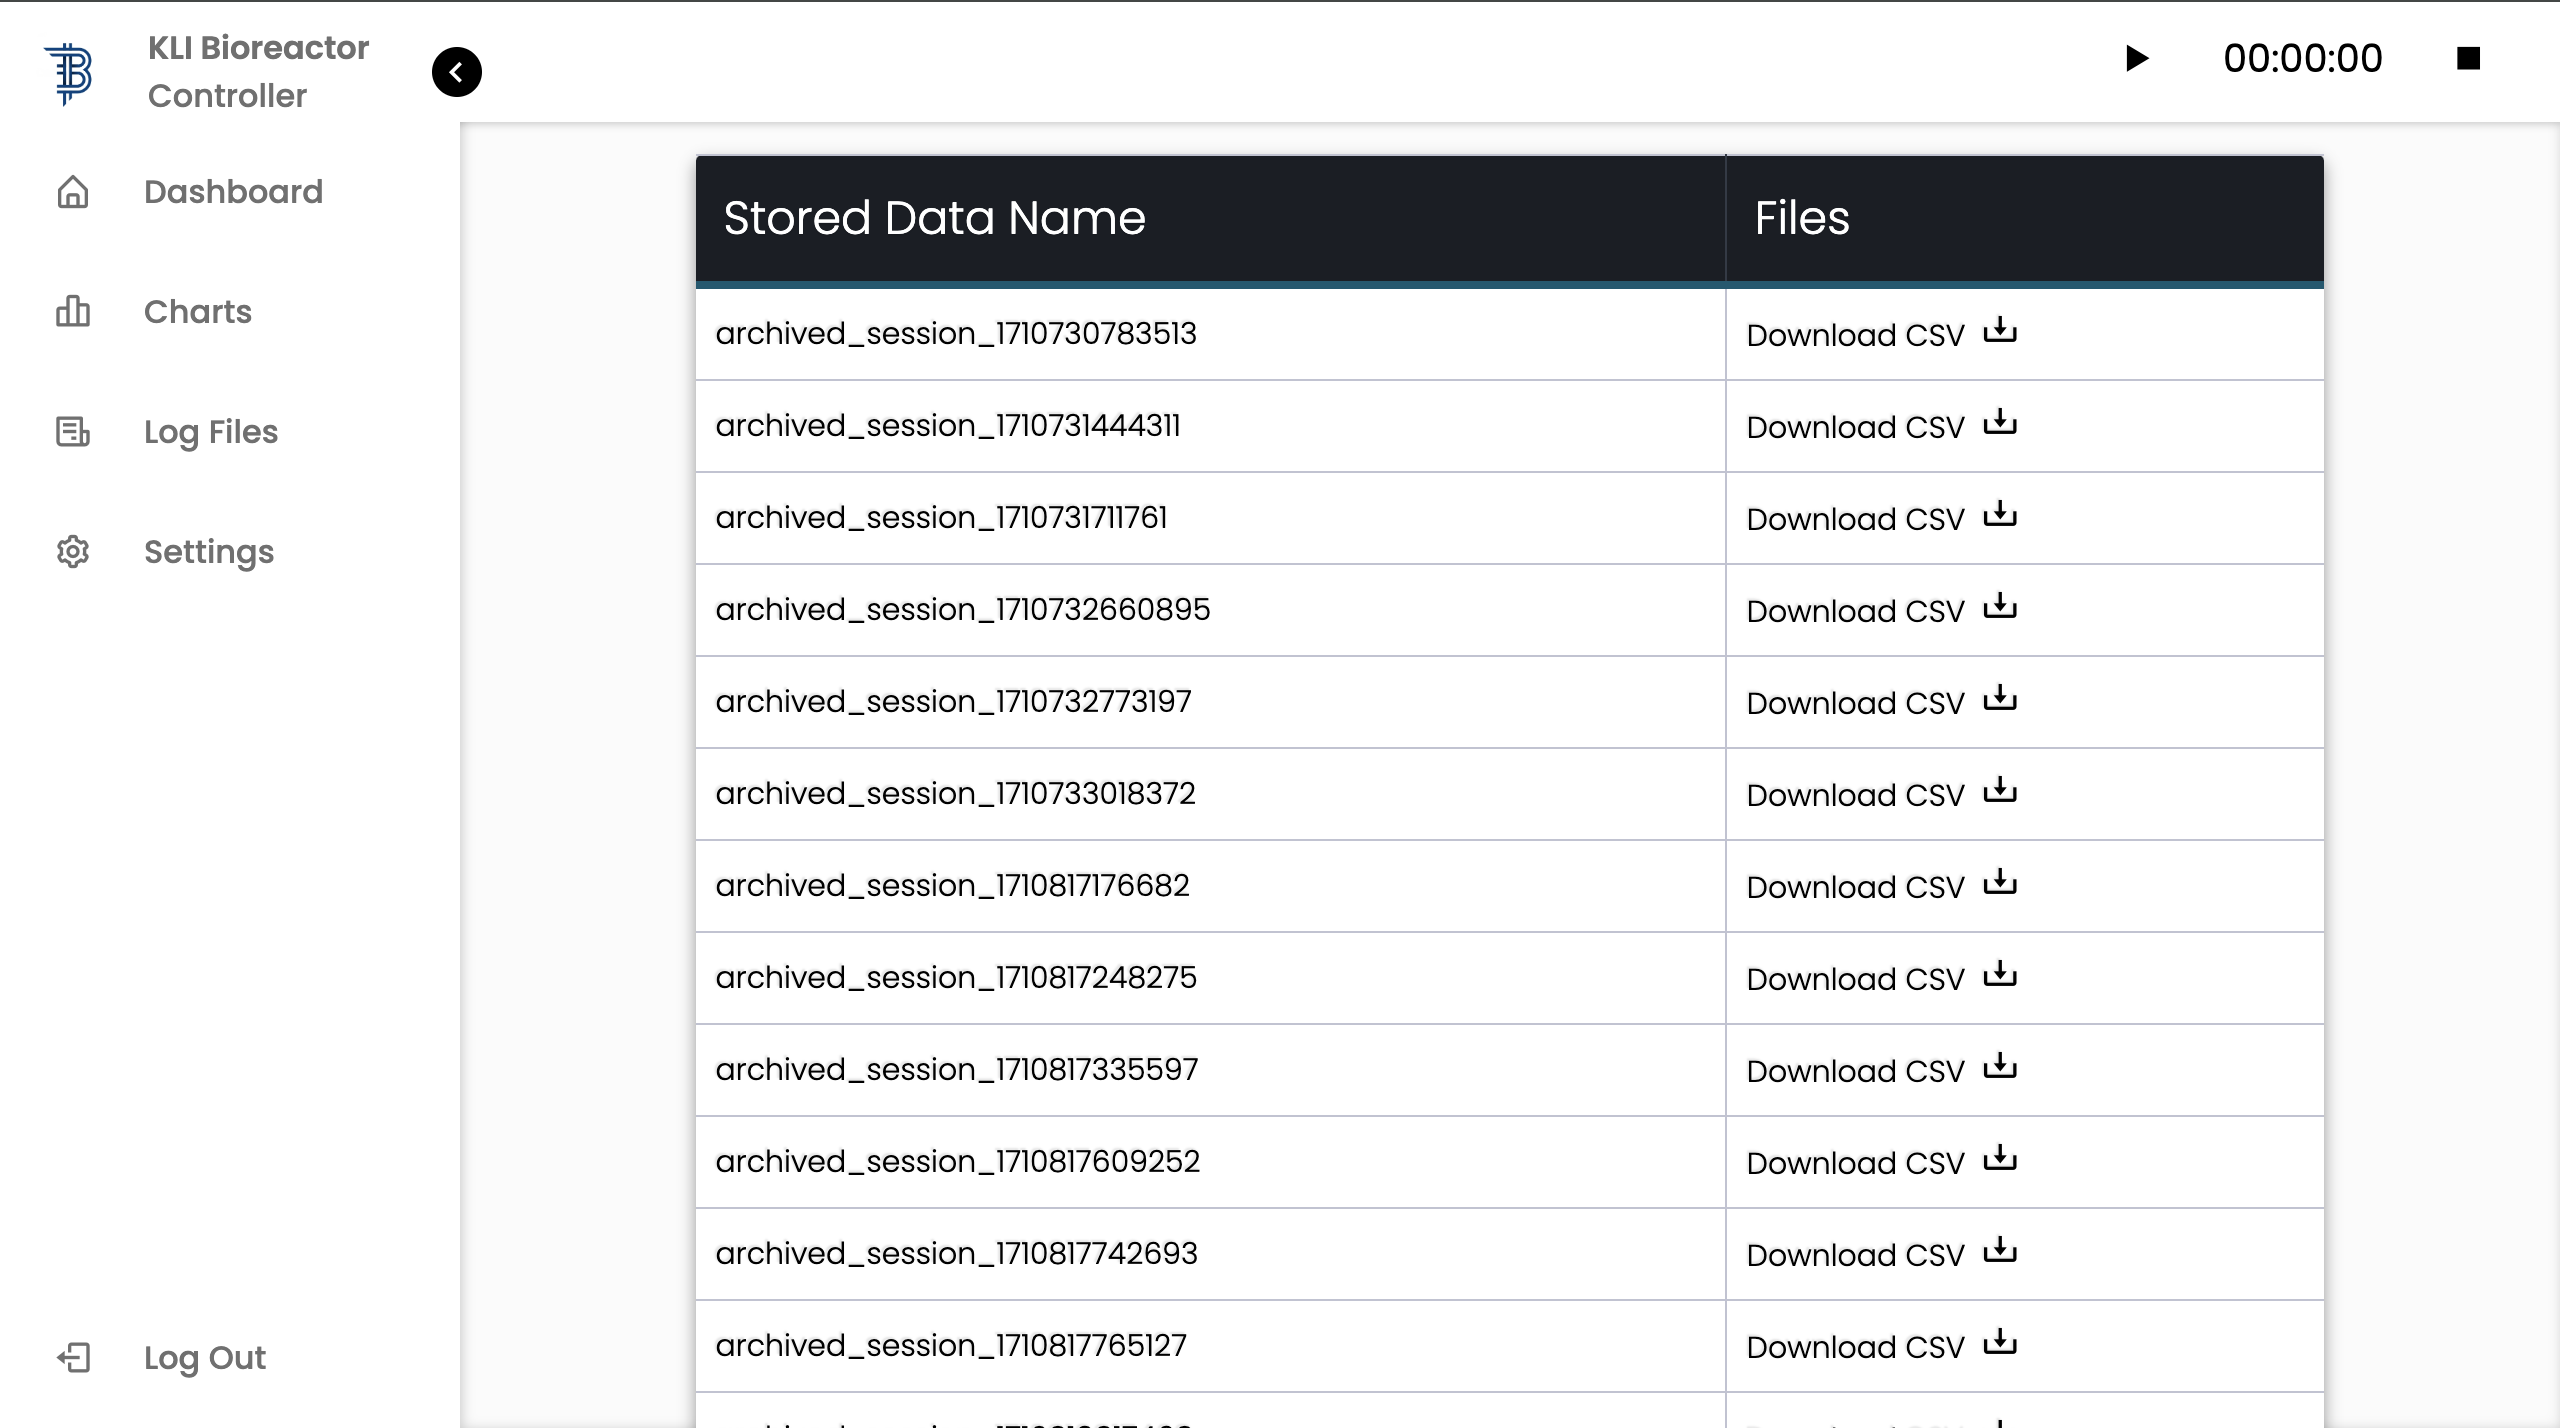 KLI Bioreactor
Controller
00:00:00
Dashboard
Charts
Log Files
Settings
Log Out
Stored Data Name Files
archived_session_1710730783513 Download CSV
archived_session_1710731444311 Download CSV
archived_session_1710731711761 Download CSV
archived_session_1710732660895 Download CSV
archived_session_1710732773197 Download CSV
archived_session_1710733018372 Download CSV
archived_session_1710817176682 Download CSV
archived_session_1710817248275 Download CSV
archived_session_1710817335597 Download CSV
archived_session_1710817609252 Download CSV
archived_session_1710817742693 Download CSV
archived_session_1710817765127 Download CSV